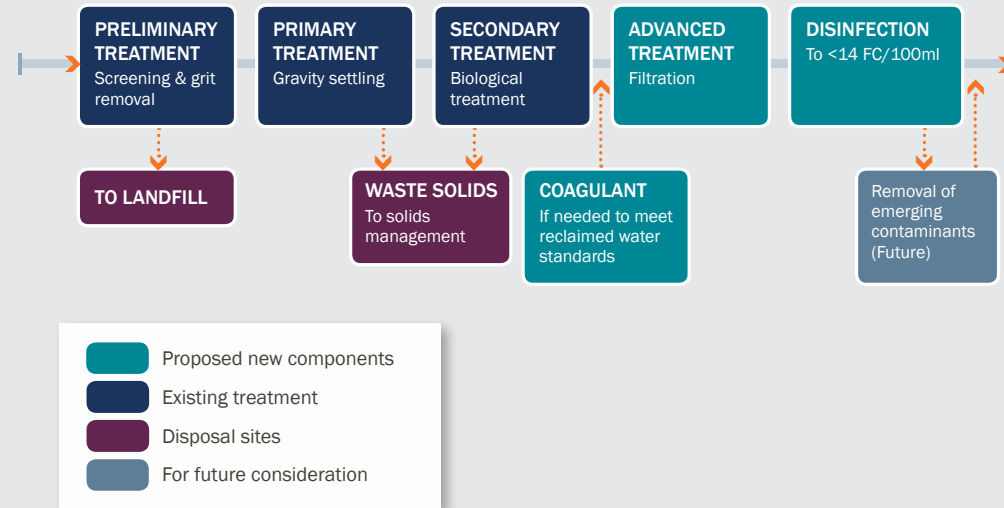 PRELIMINARY
TREATMENT
Screening & grit
removal
PRIMARY
TREATMENT
Gravity settling
SECONDARY
TREATMENT
Biological
treatment
ADVANCED
TREATMENT
Filtration
DISINFECTION
To <14 FC/100ml
TO LANDFILL
WASTE SOLIDS
To solids
management
COAGULANT
If needed to meet
reclaimed water
standards
Removal of
emerging
contaminants
(Future)
Proposed new components
Existing treatment
Disposal sites
For future consideration